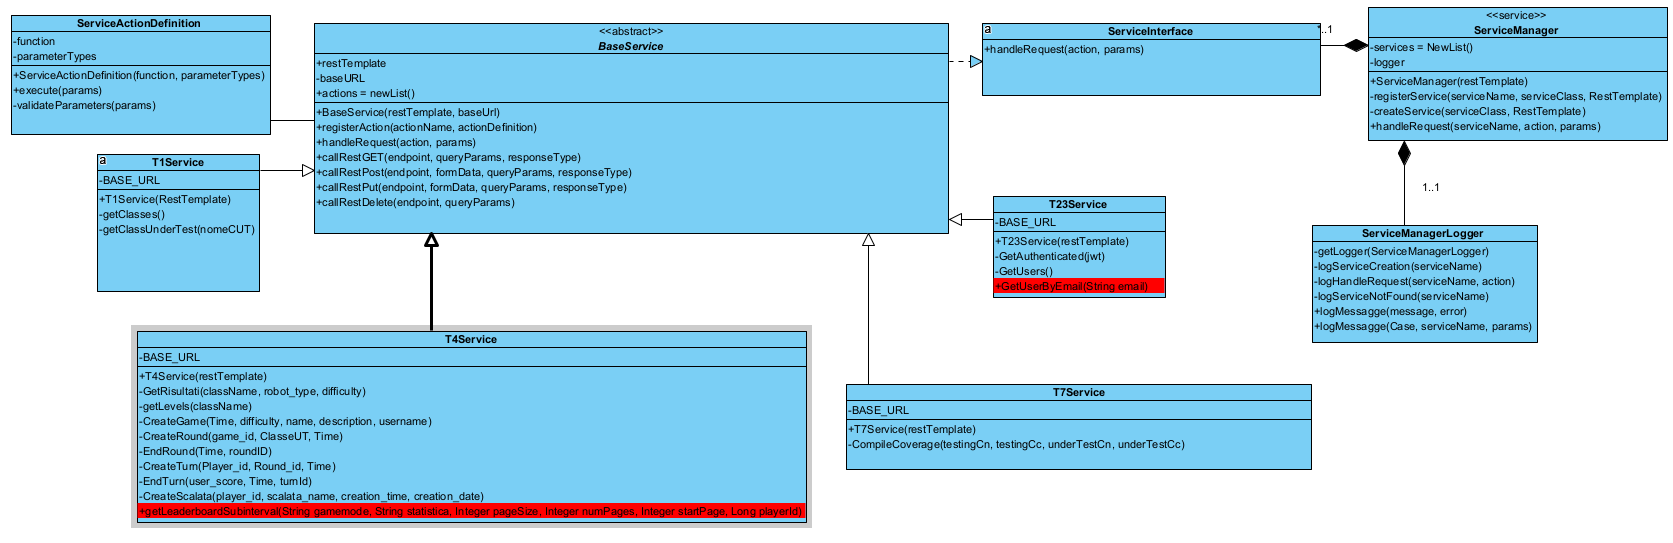 ServiceActionDefinition
-function
-parameterTypes
+ServiceActionDefinition(function, parameterTypes)
+execute(params)
-validateParameters(params)
<<abstract>>
BaseService
+restTemplate
-baseURL
+actions = newList()
+BaseService(restTemplate, baseUrl)
+registerAction(actionName, actionDefinition)
+handleRequest(action, params)
+callRestGET(endpoint, queryParams, responseType)
+callRestPost(endpoint, formData, queryParams, responseType)
+callRestPut(endpoint, formData, queryParams, responseType)
+callRestDelete(endpoint, queryParams)
a
ServiceInterface
+handleRequest(action, params)
*..1
<<service>>
ServiceManager
-services = NewList()
-logger
+ServiceManager(restTemplate)
-registerService(serviceName, serviceClass, RestTemplate)
-createService(serviceClass, RestTemplate)
+handleRequest(serviceName, action, params)
1..1
a
T1Service
-BASE_URL
+T1Service(RestTemplate)
-getClasses()
-getClassUnderTest(nomeCUT)
T23Service
-BASE_URL
+T23Service(restTemplate)
-GetAuthenticated(jwt)
-GetUsers()
+GetUserByEmail(String email)
ServiceManagerLogger
-getLogger(ServiceManagerLogger)
-logServiceCreation(serviceName)
-logHandleRequest(serviceName, action)
-logServiceNotFound(serviceName)
+logMessagge(message, error)
+logMessagge(Case, serviceName, params)
T4Service
-BASE_URL
+T4Service(restTemplate)
-GetRisultati(className, robot_type, difficulty)
-getLevels(className)
-CreateGame(Time, difficulty, name, description, username)
-CreateRound(game_id, ClasseUT, Time)
-EndRound(Time, roundID)
-CreateTurn(Player_id, Round_id, Time)
-EndTurn(user_score, Time, turnId)
-CreateScalata(player_id, scalata_name, creation_time, creation_date)
+getLeaderboardSubinterval(String gamemode, String statistica, Integer pageSize, Integer numPages, Integer startPage, Long playerId)
T7Service
-BASE_URL
+T7Service(restTemplate)
-CompileCoverage(testingCn, testingCc, underTestCn, underTestCc)